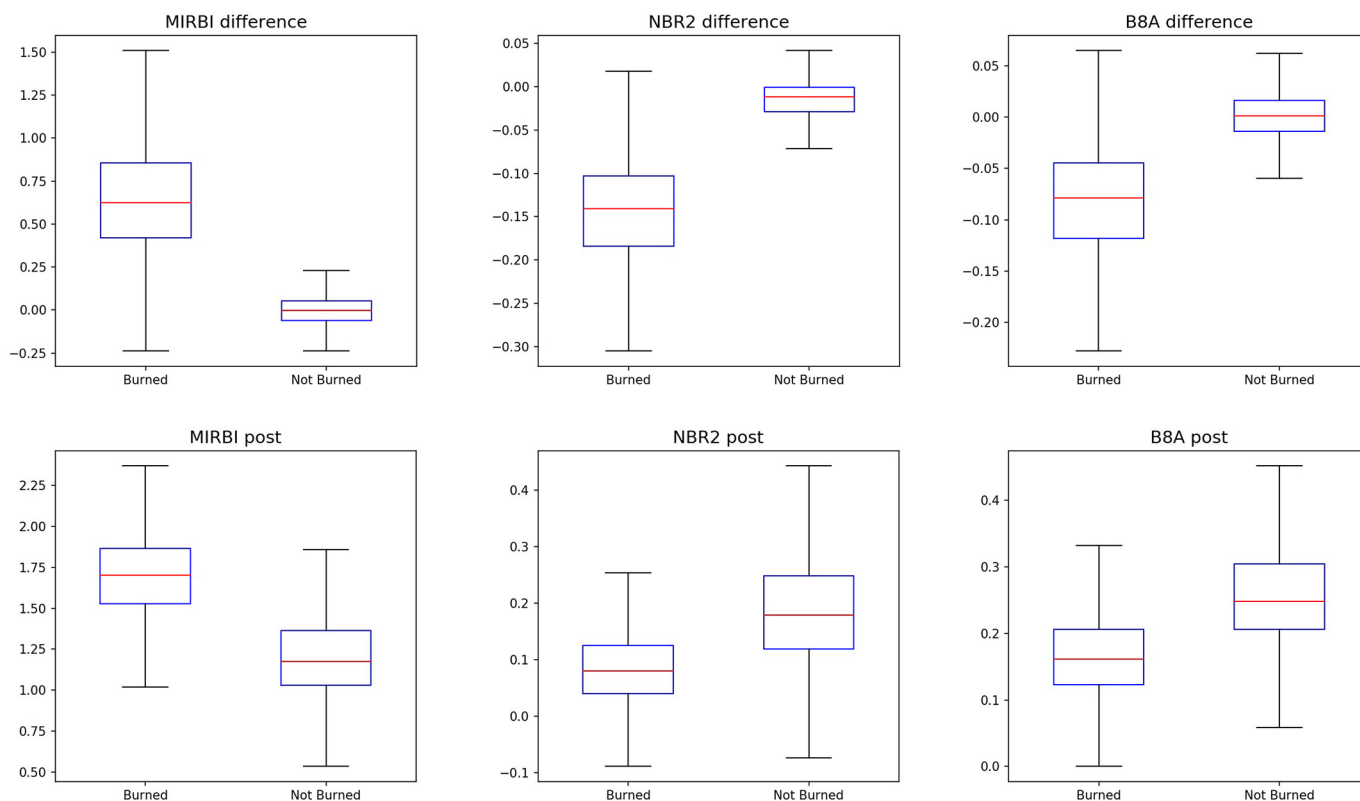 MIRBI difference
NBR2 difference
B8A difference
1.50
1.25
1.00
0.75
0.50
0.25
0.00
−0.25
Burned
Not Burned
0.05
0.00
−0.05
−0.10
−0.15
−0.20
−0.25
−0.30
Burned
Not Burned
0.05
0.00
−0.05
−0.10
−0.15
−0.20
Burned
Not Burned
MIRBI post
NBR2 post
B8A post
2.25
2.00
1.75
1.50
1.25
1.00
0.75
0.50
Burned
Not Burned
0.4
0.3
0.2
0.1
0.0
−0.1
Burned
Not Burned
0.4
0.3
0.2
0.1
0.0
Burned
Not Burned